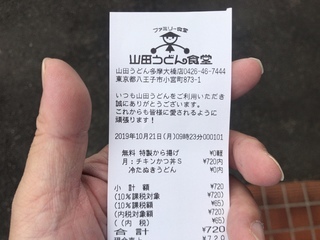 ファミリー食堂
山田うどん食堂
山田うどん多摩大橋店0426-46-7444
東京都八王子市小宮町873-1
いつも山田うどんをご利用いただき
誠にありがとうございます。
これからも皆様に愛されるように
頑張ります！
2019年10月21日(月)09時23分000101
無料 特製から揚げ ¥0軽
月：チキンかつ丼S ¥720内
冷たぬきうどん ¥0内
小 計 額 ¥720
(10％課税対象 ¥720)
(10％課税額 ¥65)
(内税対象額 ¥720)
( (内 税) ¥65)
合 計 ¥720
¥720